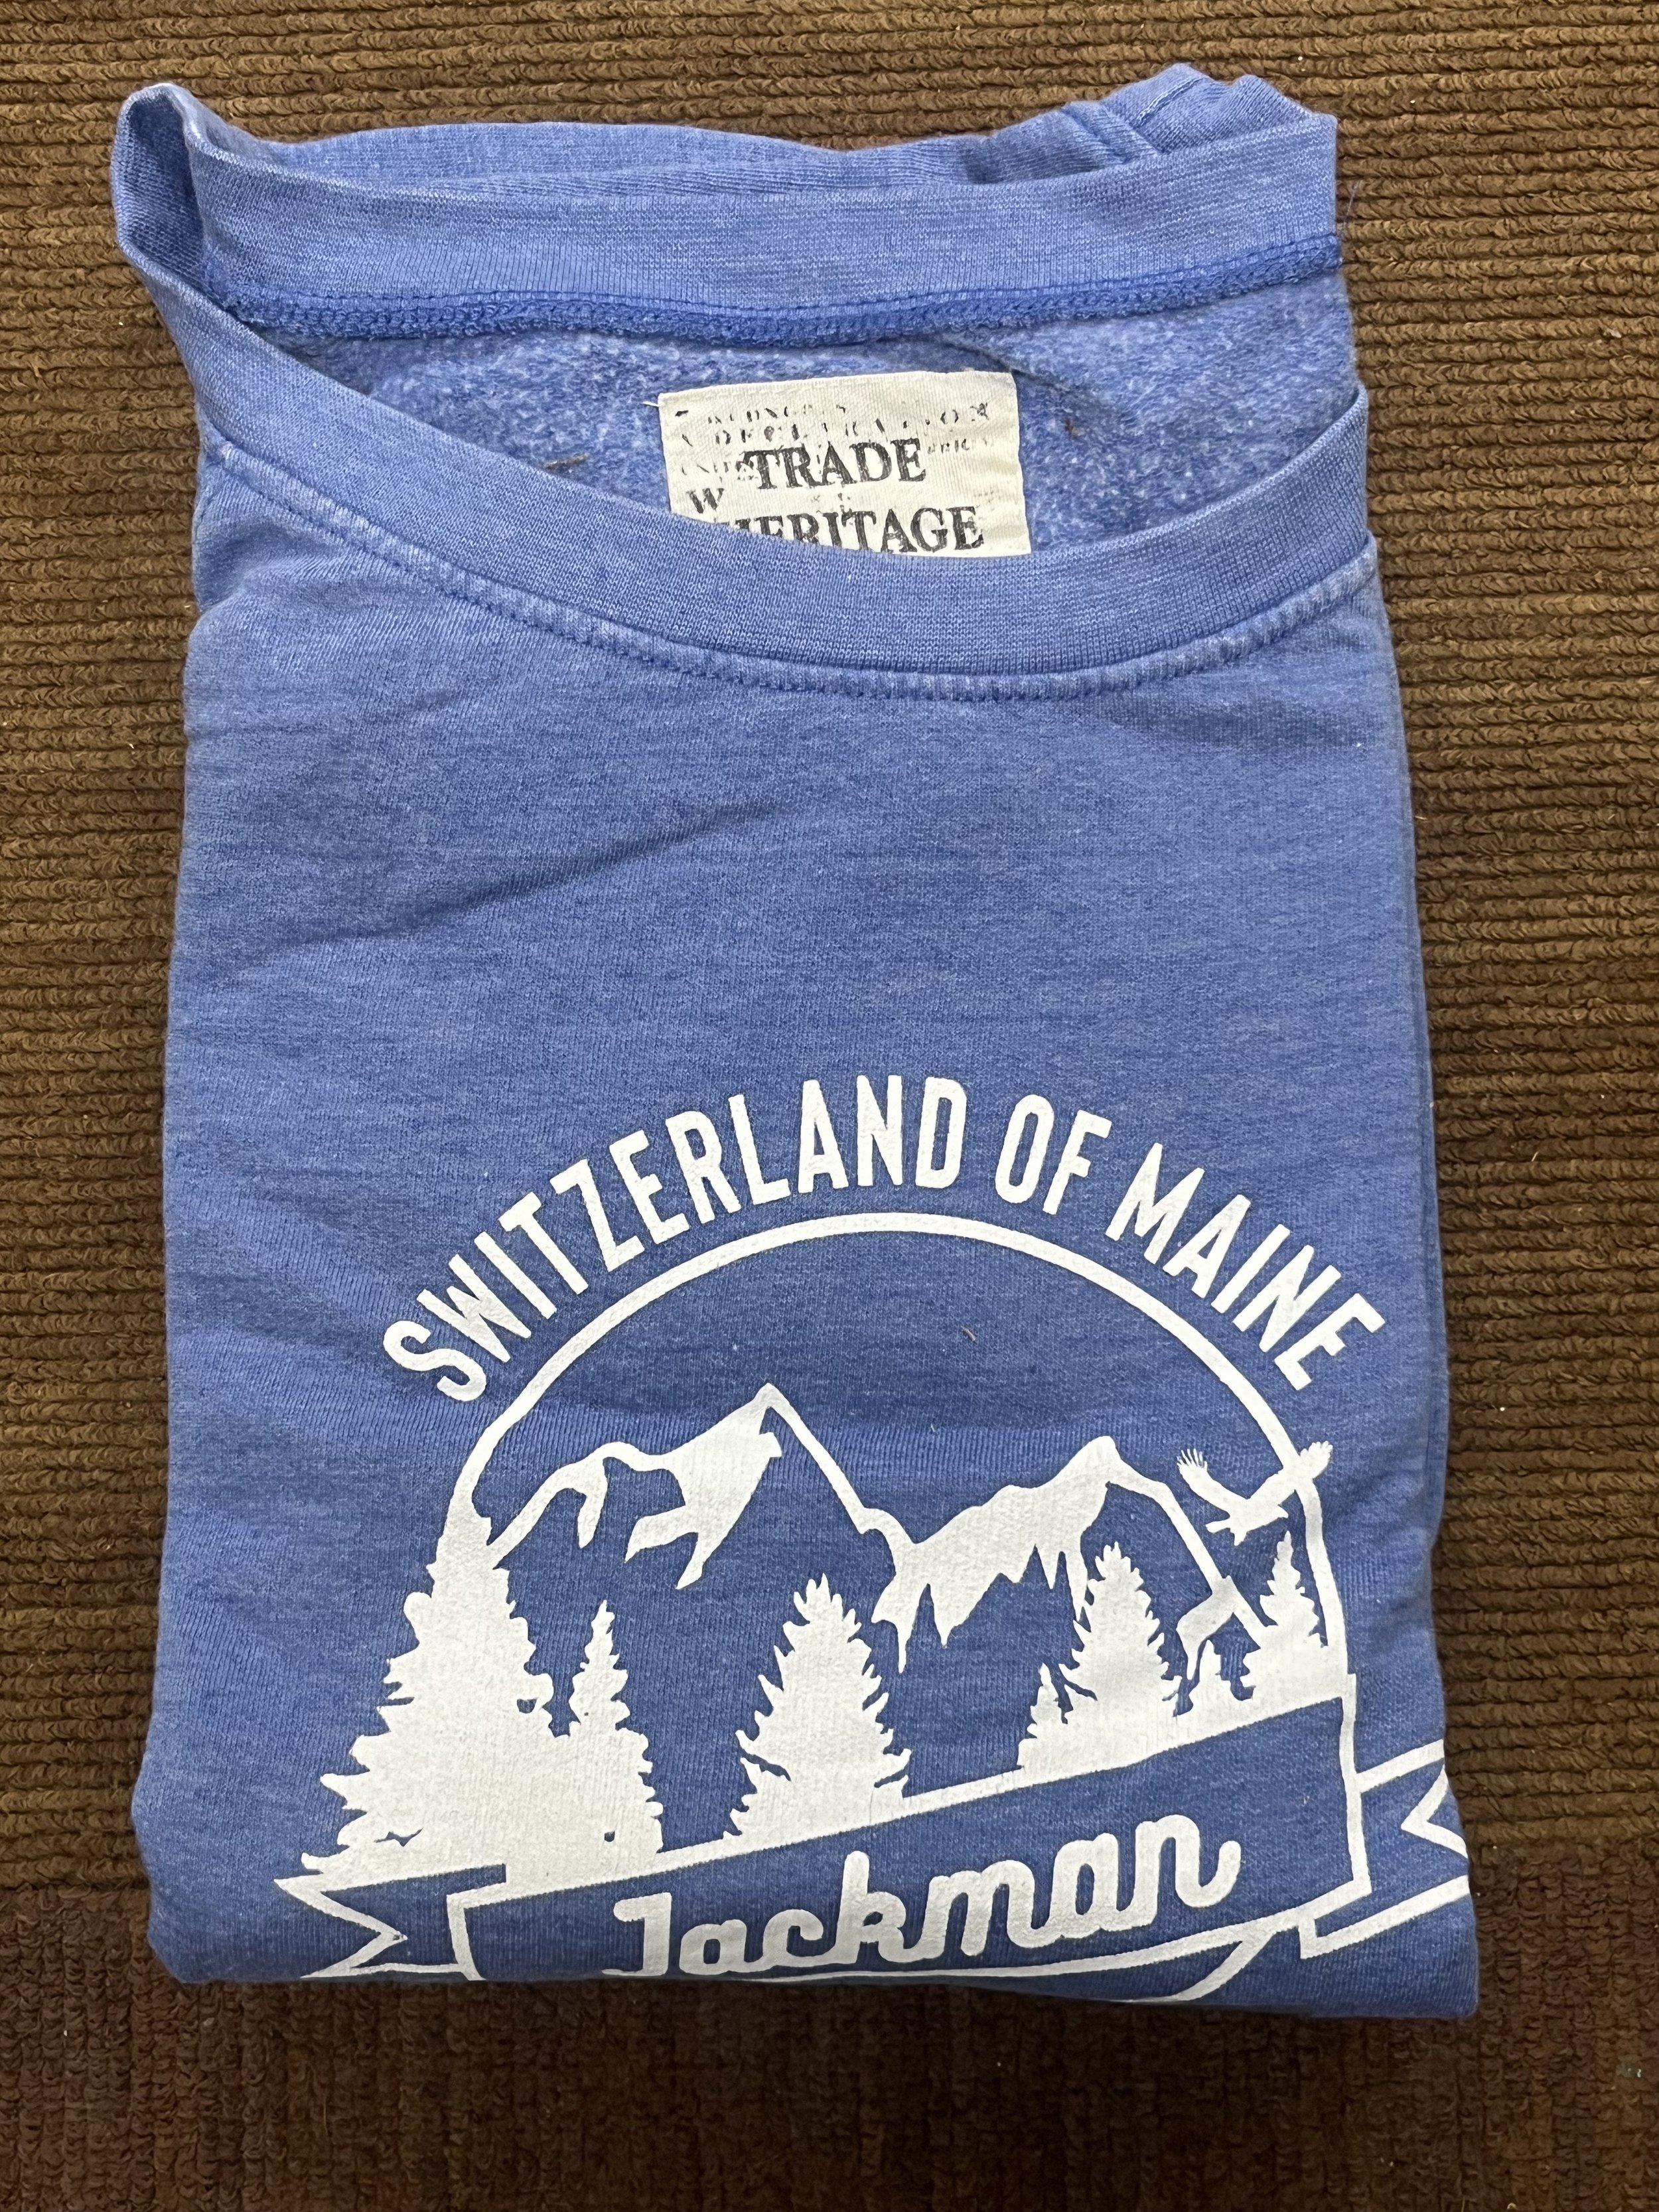 TRADE
HERITAGE
SWITZERLAND OF MAINE
Jackman